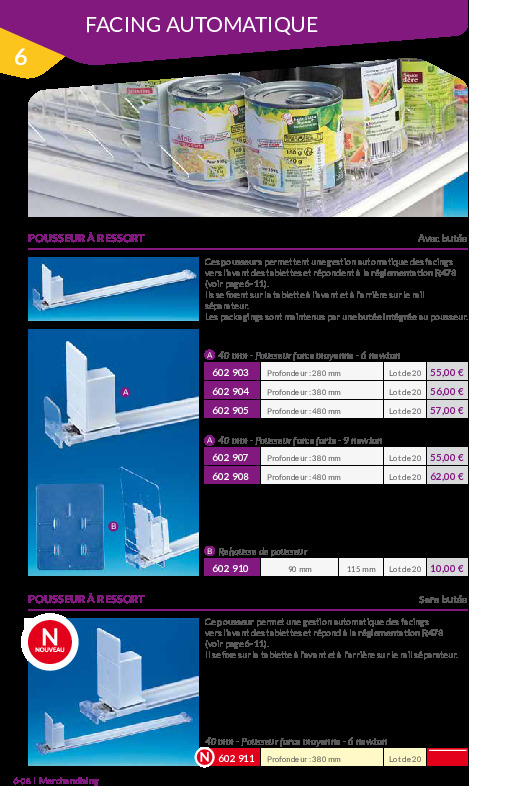 FACING AUTOMATIQUE
6
POUSSEUR À RESSORT
Avec butée
Ces pousseurs permettent une gestion automatique des facings
vers l'avant des tablettes et répondent à la réglementation R478
(voir page 6-11).
Ils se fixent sur la tablette à l'avant et à l'arrière sur le rail
séparateur.
Les packagings sont maintenus par une butée intégrée au pousseur.
A 40 mm - Pousseur force moyenne - 6 newton
602 903 Profondeur : 280 mm Lot de 20 55,00 €
602 904 Profondeur : 380 mm Lot de 20 56,00 €
602 905 Profondeur : 480 mm Lot de 20 57,00 €
A
A 40 mm - Pousseur force forte - 9 newton
602 907 Profondeur : 380 mm Lot de 20 55,00 €
602 908 Profondeur : 480 mm Lot de 20 62,00 €
B
B Rehausse de pousseur
602 910 90 mm 115 mm Lot de 20 10,00 €
POUSSEUR À RESSORT
Sans butée
Ce pousseur permet une gestion automatique des facings
vers l'avant des tablettes et répond à la réglementation R478
(voir page 6-11).
Il se fixe sur la tablette à l'avant et à l'arrière sur le rail séparateur.
N
NOUVEAU
40 mm - Pousseur force moyenne - 6 newton
N 602 911 Profondeur : 380 mm Lot de 20
6-08 | Merchandising